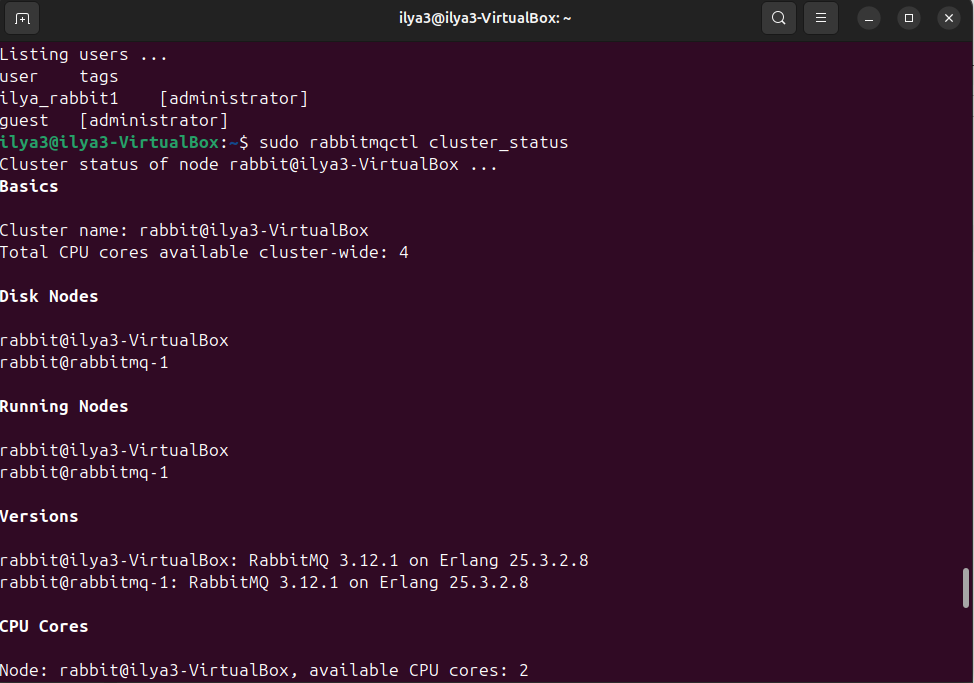 ilya3@ilya3-VirtualBox: ~
Listing users ...
user    tags
ilya_rabbit1    [administrator]
guest   [administrator]
ilya3@ilya3-VirtualBox:~$ sudo rabbitmqctl cluster_status
Cluster status of node rabbit@ilya3-VirtualBox ...
Basics
Cluster name: rabbit@ilya3-VirtualBox
Total CPU cores available cluster-wide: 4
Disk Nodes
rabbit@ilya3-VirtualBox
rabbit@rabbitmq-1
Running Nodes
rabbit@ilya3-VirtualBox
rabbit@rabbitmq-1
Versions
rabbit@ilya3-VirtualBox: RabbitMQ 3.12.1 on Erlang 25.3.2.8
rabbit@rabbitmq-1: RabbitMQ 3.12.1 on Erlang 25.3.2.8
CPU Cores
Node: rabbit@ilya3-VirtualBox, available CPU cores: 2